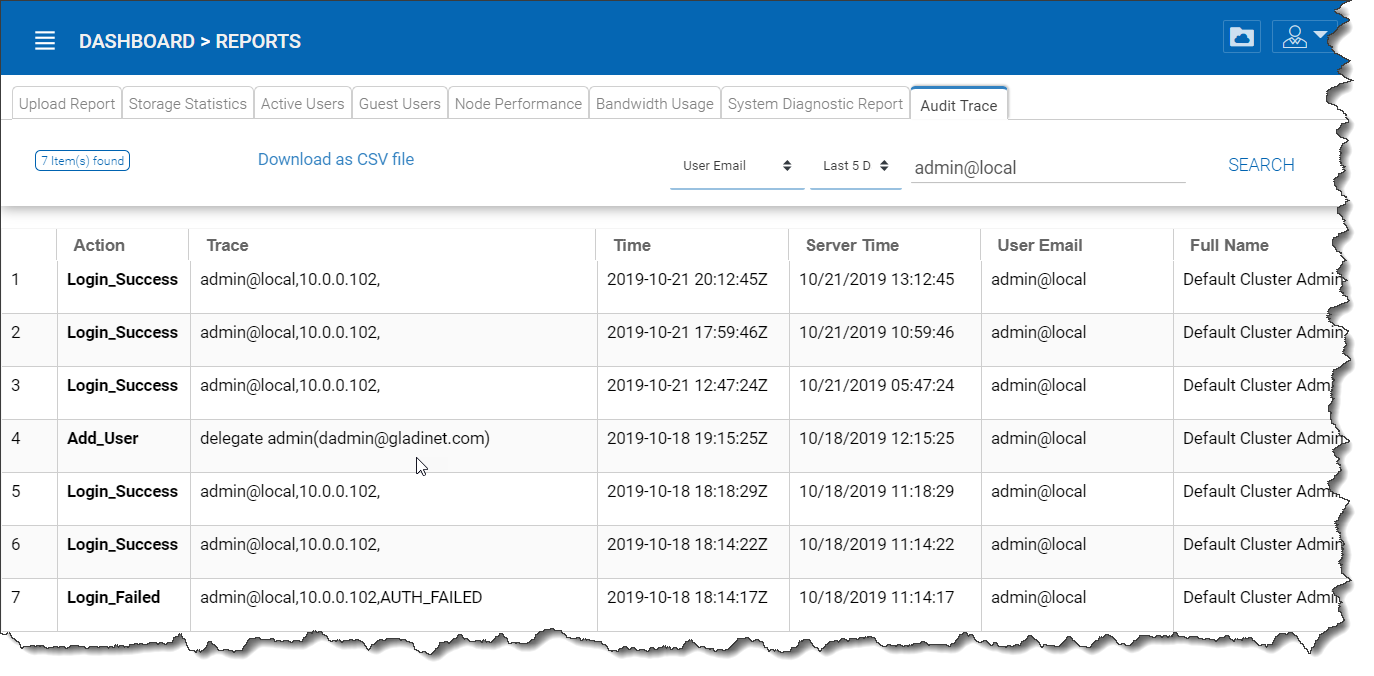 DASHBOARD > REPORTS
Upload Report Storage Statistics Active Users Guest Users Node Performance Bandwidth Usage System Diagnostic Report Audit Trace
7 Item(s) found Download as CSV file User Email Last 5 D admin@local SEARCH
Action Trace Time Server Time User Email Full Name
1 Login_Success admin@local,10.0.0.102, 2019-10-21 20:12:45Z 10/21/2019 13:12:45 admin@local Default Cluster Admin
2 Login_Success admin@local,10.0.0.102, 2019-10-21 17:59:46Z 10/21/2019 10:59:46 admin@local Default Cluster Admin
3 Login_Success admin@local,10.0.0.102, 2019-10-21 12:47:24Z 10/21/2019 05:47:24 admin@local Default Cluster Adm
4 Add_User delegate admin(dadmin@gladinet.com) 2019-10-18 19:15:25Z 10/18/2019 12:15:25 admin@local Default Cluster Admin
5 Login_Success admin@local,10.0.0.102, 2019-10-18 18:18:29Z 10/18/2019 11:18:29 admin@local Default Cluster Adm
6 Login_Success admin@local,10.0.0.102, 2019-10-18 18:14:22Z 10/18/2019 11:14:22 admin@local Default Cluster Admin
7 Login_Failed admin@local,10.0.0.102,AUTH_FAILED 2019-10-18 18:14:17Z 10/18/2019 11:14:17 admin@local Default Cluster Admin